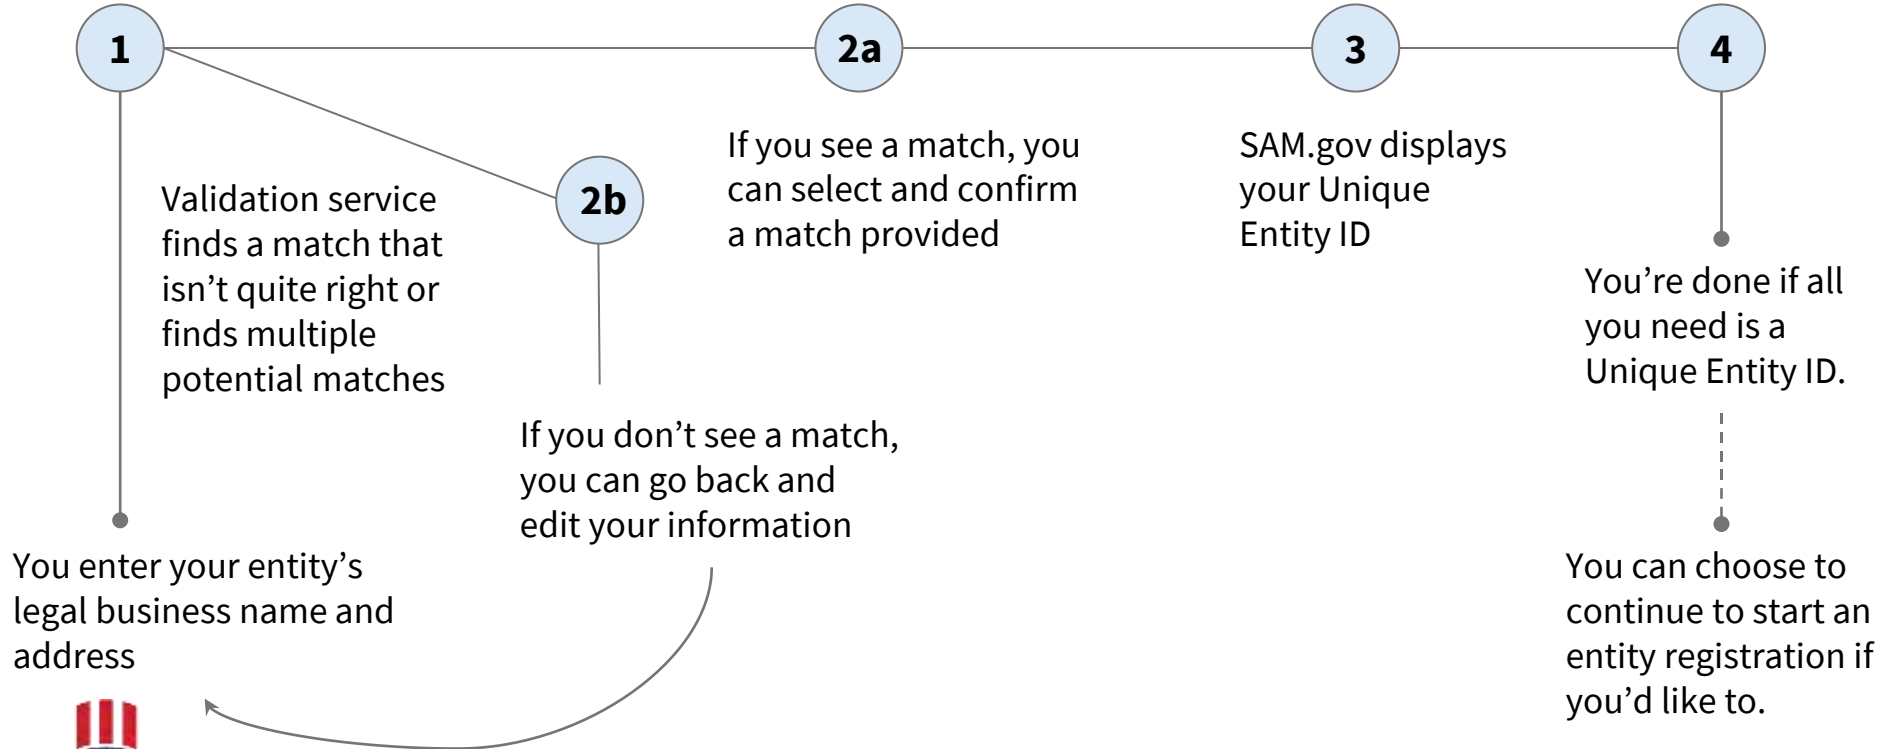 1
2a
3
4
2b
You enter your entity’s
legal business name and
address
Validation service
finds a match that
isn’t quite right or
finds multiple
potential matches
If you see a match, you
can select and confirm
a match provided
If you don’t see a match,
you can go back and
edit your information
SAM.gov displays
your Unique
Entity ID
You’re done if all
you need is a
Unique Entity ID.
You can choose to
continue to start an
entity registration if
you’d like to.